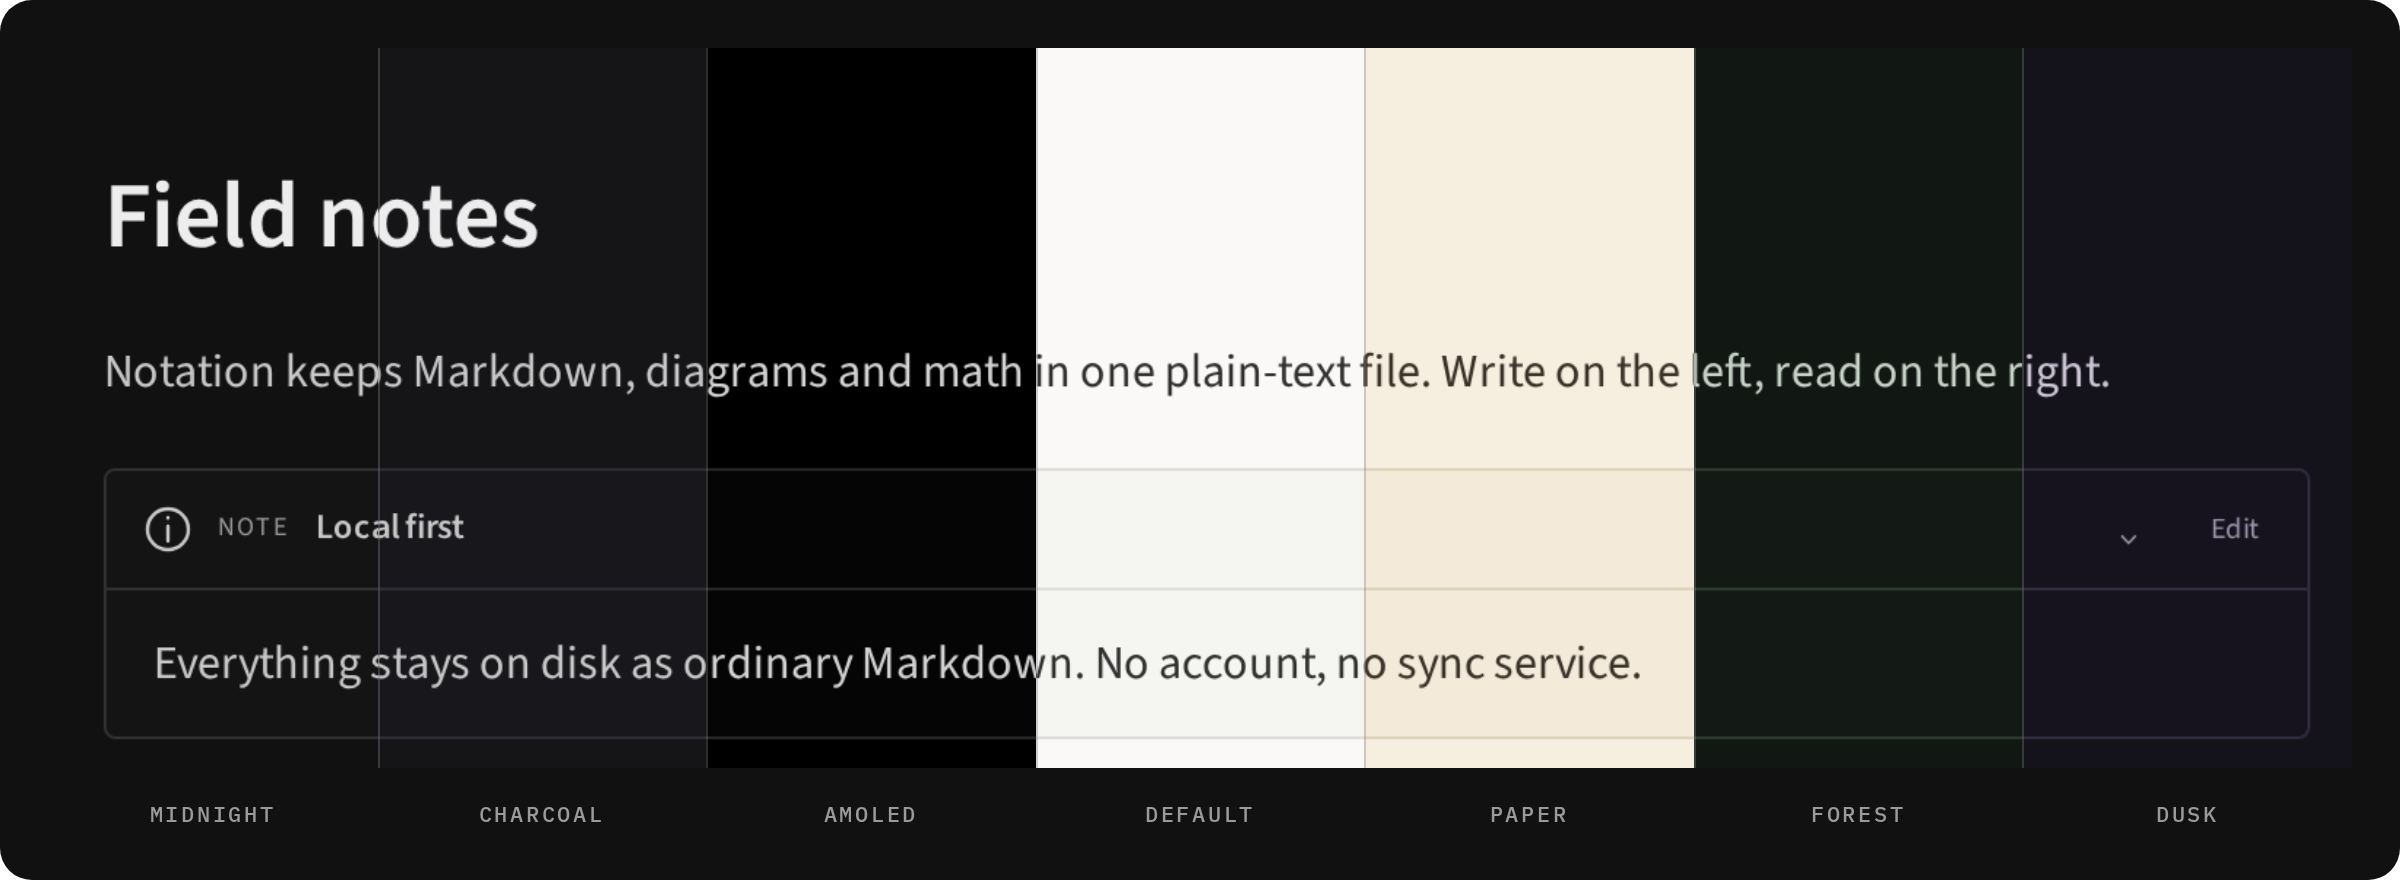 Field notes
Notation keeps Markdown, diagrams and math in one plain-text file. Write on the left, read on the right.
NOTE Local first Edit
Everything stays on disk as ordinary Markdown. No account, no sync service.
MIDNIGHT CHARCOAL AMOLED DEFAULT PAPER FOREST DUSK